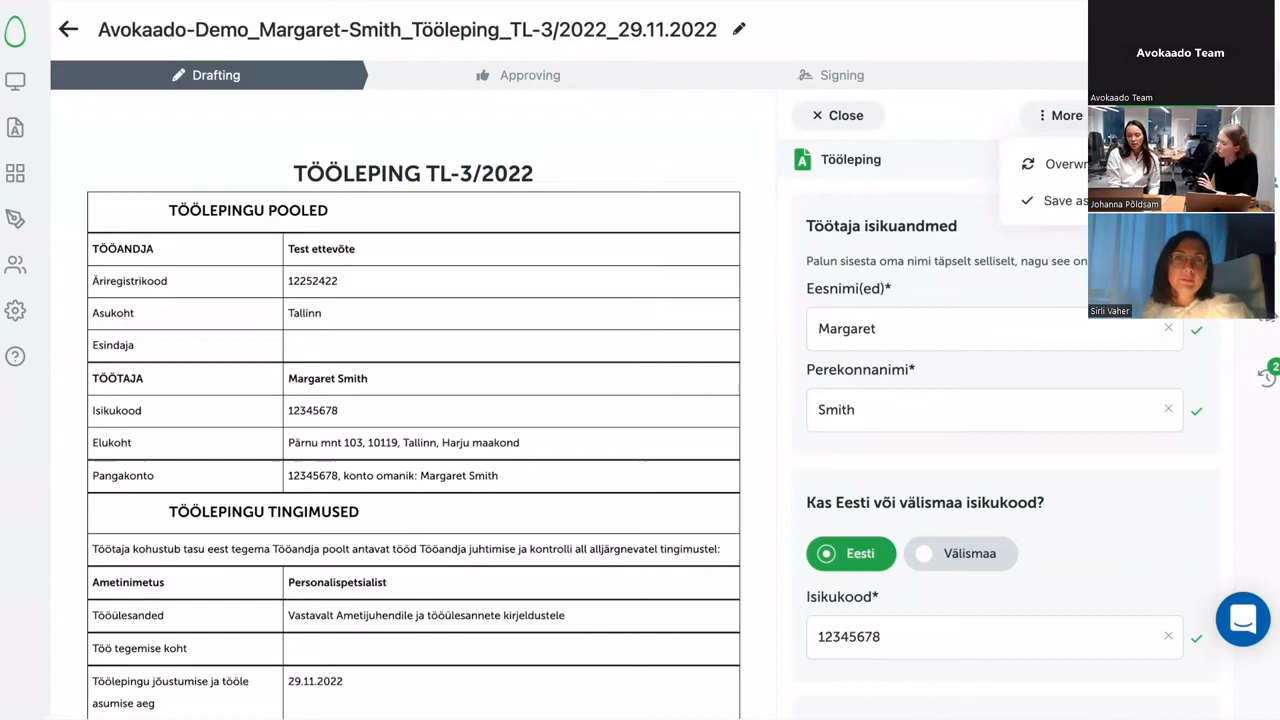 Avokaado-Demo_Margaret-Smith_Tööleping_TL-3/2022_29.11.2022
Drafting
Approving
Signing
TÖÖLEPING TL-3/2022
TÖÖLEPINGU POOLED
TÖÖANDJA Test ettevõte
Äriregistrikood 12252422
Asukoht Tallinn
Esindaja
TÖÖTAJA Margaret Smith
Isikukood 12345678
Elukoht Pärnu mnt 103, 10119, Tallinn, Harju maakond
Pangakonto 12345678, konto omanik: Margaret Smith
TÖÖLEPINGU TINGIMUSED
Töötaja kohustub tasu eest tegema Tööandja poolt antavat tööd Tööandja juhtimise ja kontrolli all alljärgnevatel tingimustel:
Ametinimetus Personalispetsialist
Tööülesanded Vastavalt Ametijuhendile ja tööülesannete kirjeldustele
Töö tegemise koht
Töölepingu jõustumise ja tööle 29.11.2022
asumise aeg
Close
More
Overwr
Save as
A Tööleping
Töötaja isikuandmed
Palun sisesta oma nimi täpselt selliselt, nagu see on
Eesnimi(ed)*
Margaret
Perekonnanimi*
Smith
Kas Eesti või välismaa isikukood?
Eesti
Välismaa
Isikukood*
12345678
2
Avokaado Team
Avokaado Team
Johanna Põldsam
Sirli Vaher